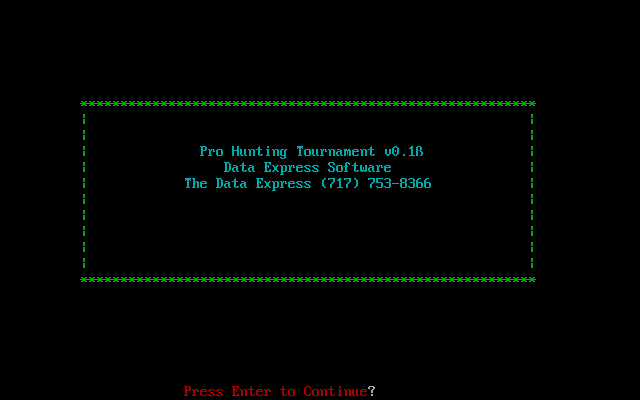 Pro Hunting Tournament v0.1ß
Data Express Software
The Data Express (717) 753-8366
Press Enter to Continue?